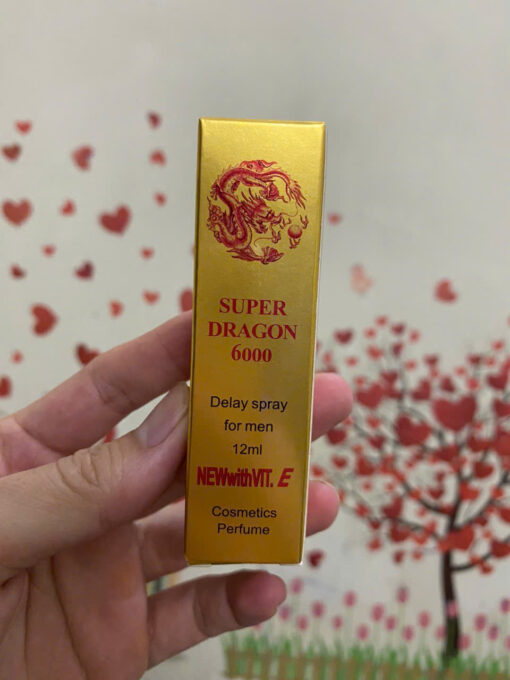 SUPER
DRAGON
6000
Delay spray
for men
12ml
NEWwithVIT. E
Cosmetics
Perfume